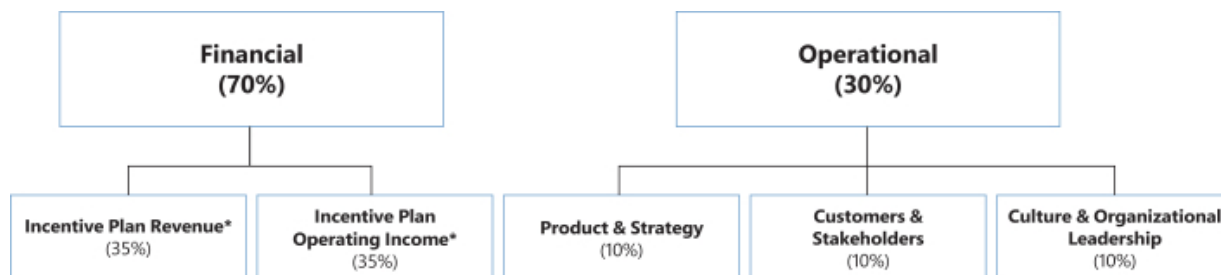 Financial
(70%)
Operational
(30%)
Incentive Plan Revenue*
(35%)
Incentive Plan
Operating Income*
(35%)
Product & Strategy
(10%)
Customers &
Stakeholders
(10%)
Culture & Organizational
Leadership
(10%)